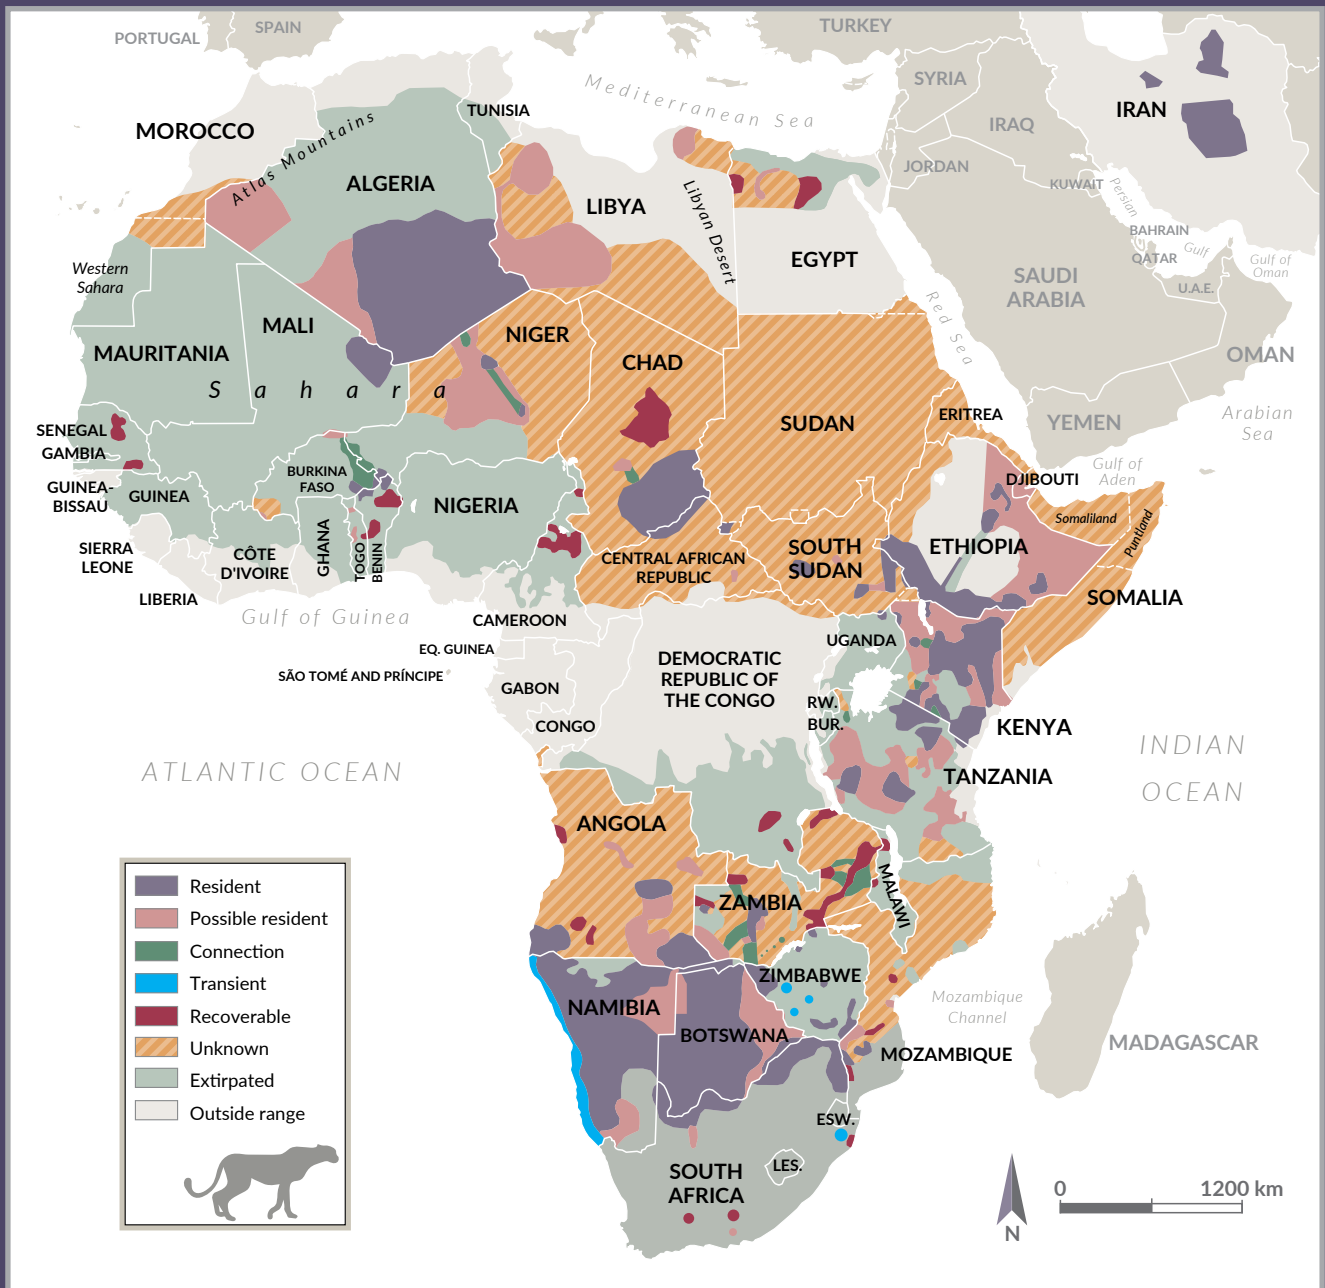 PORTUGAL
SPAIN
TURKEY
SYRIA
IRAQ
IRAN
JORDAN
KUWAIT
Persian
Gulf
BAHRAIN
QATAR
U.A.E.
Gulf of
Oman
SAUDI
ARABIA
OMAN
YEMEN
Arabian
Sea
Gulf of
Aden
Red Sea
Mediterranean Sea
MOROCCO
Atlas Mountains
TUNISIA
ALGERIA
LIBYA
Libyan Desert
EGYPT
Western
Sahara
MAURITANIA
MALI
Sahara
NIGER
CHAD
SUDAN
ERITREA
DJIBOUTI
SENEGAL
GAMBIA
GUINEA-
BISSAU
GUINEA
SIERRA
LEONE
LIBERIA
CÔTE
D'IVOIRE
BURKINA
FASO
GHANA
TOGO
BENIN
NIGERIA
Gulf of Guinea
CAMEROON
CENTRAL AFRICAN
REPUBLIC
SOUTH
SUDAN
ETHIOPIA
Somaliland
Puntland
SOMALIA
EQ. GUINEA
SÃO TOMÉ AND PRÍNCIPE
GABON
CONGO
DEMOCRATIC
REPUBLIC OF
THE CONGO
UGANDA
RW.
BUR.
KENYA
TANZANIA
INDIAN
OCEAN
ATLANTIC OCEAN
ANGOLA
ZAMBIA
MALAWI
ZIMBABWE
NAMIBIA
BOTSWANA
MOZAMBIQUE
Mozambique
Channel
MADAGASCAR
ESW.
LES.
SOUTH
AFRICA
Resident
Possible resident
Connection
Transient
Recoverable
Unknown
Extirpated
Outside range
N
0
1200 km